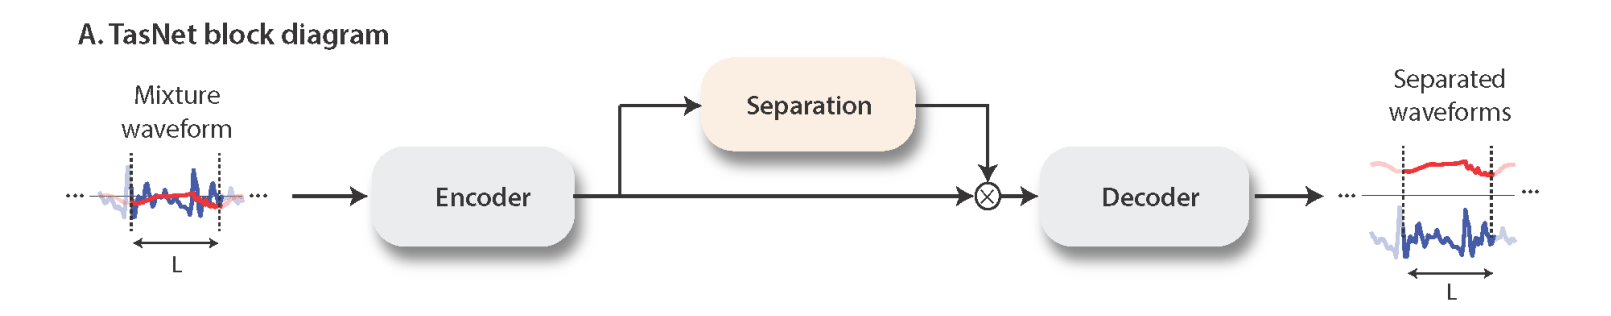 A. TasNet block diagram
Mixture
waveform
... ...
L
Encoder
Separation
Decoder
Separated
waveforms
... ...
L